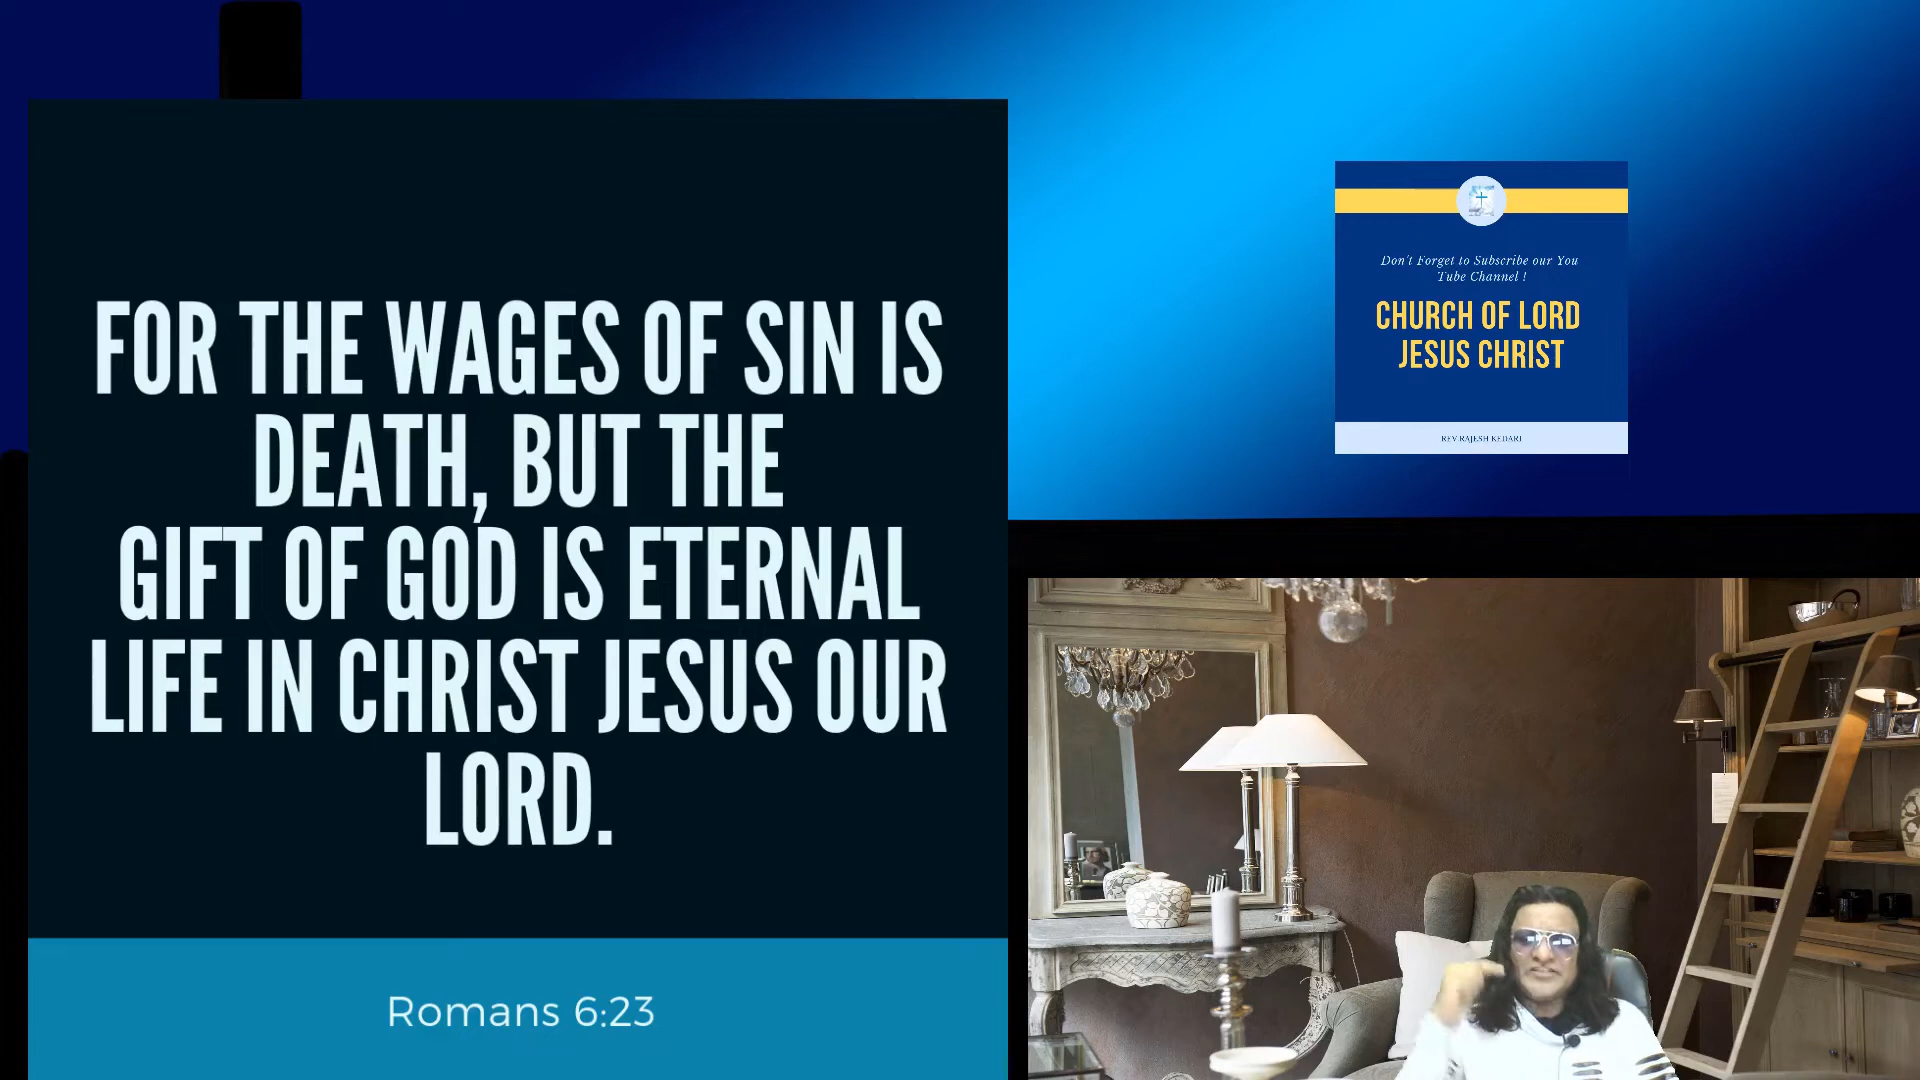 FOR THE WAGES OF SIN IS
DEATH, BUT THE
GIFT OF GOD IS ETERNAL
LIFE IN CHRIST JESUS OUR
LORD.
Romans 6:23
Don't Forget to Subscribe our You
Tube Channel !
CHURCH OF LORD
JESUS CHRIST
REV.RAJESH KEDARI